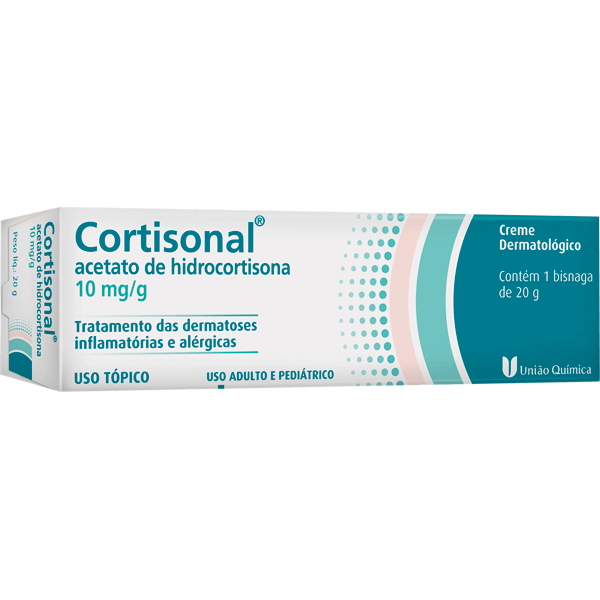 Cortisonal®
acetato de hidrocortisona
10 mg/g
Peso líq.: 20 g
Cortisonal®
acetato de hidrocortisona
10 mg/g
Tratamento das dermatoses
inflamatórias e alérgicas
USO TÓPICO
USO ADULTO E PEDIÁTRICO
Creme
Dermatológico
Contém 1 bisnaga
de 20 g
União Química